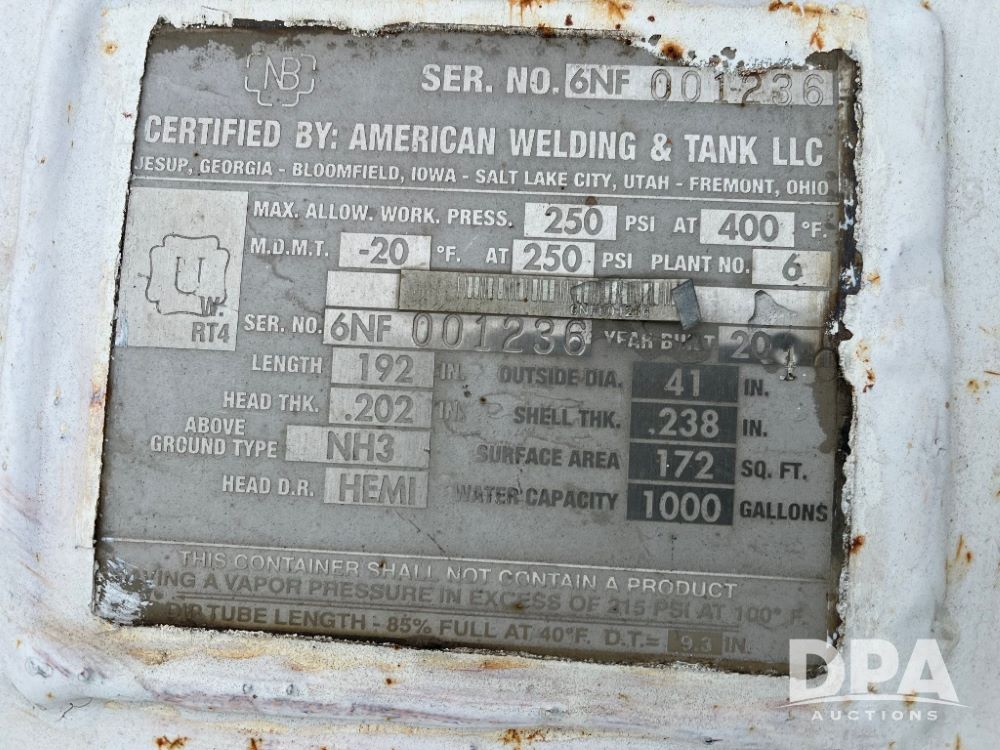 NB SER. NO. 6NF 001236
CERTIFIED BY: AMERICAN WELDING & TANK LLC
JESUP, GEORGIA - BLOOMFIELD, IOWA - SALT LAKE CITY, UTAH - FREMONT, OHIO
MAX. ALLOW. WORK. PRESS. 250 PSI AT 400 °F.
M.D.M.T. -20 °F. AT 250 PSI PLANT NO. 6
U
W.
RT4
6NF001236
SER. NO. 6NF 001236 YEAR BUILT
LENGTH 192 IN. OUTSIDE DIA. 41 IN.
HEAD THK. .202 IN. SHELL THK. .238 IN.
ABOVE GROUND TYPE NH3 SURFACE AREA 172 SQ. FT.
HEAD D.R. HEMI WATER CAPACITY 1000 GALLONS
THIS CONTAINER SHALL NOT CONTAIN A PRODUCT
A VAPOR PRESSURE IN EXCESS OF 215 PSI AT 100° F.
DIP TUBE LENGTH - 85% FULL AT 40°F. D.T.= 9.3 IN.
DPA
AUCTIONS